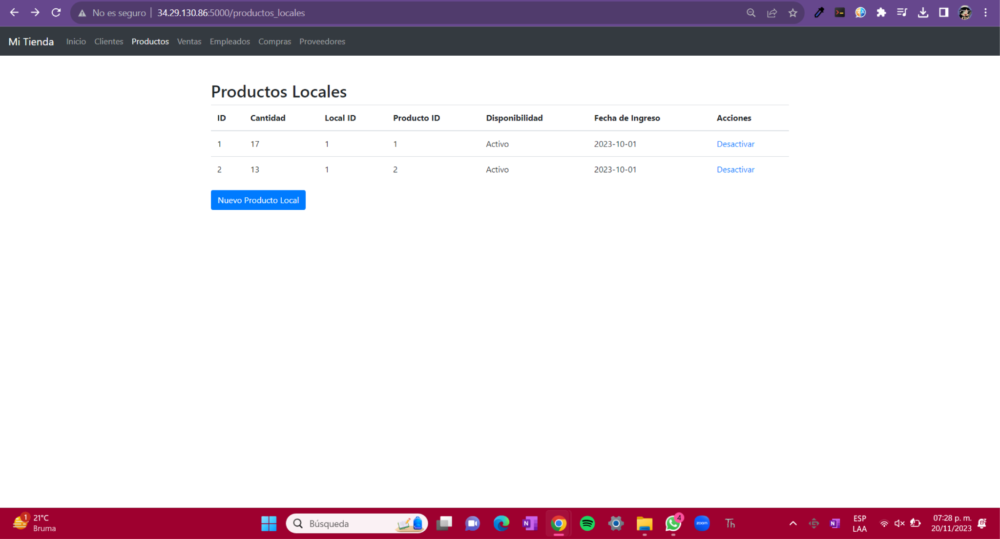 No es seguro | 34.29.130.86:5000/productos_locales
Mi Tienda Inicio Clientes Productos Ventas Empleados Compras Proveedores
Productos Locales
ID Cantidad Local ID Producto ID Disponibilidad Fecha de Ingreso Acciones
1 17 1 1 Activo 2023-10-01 Desactivar
2 13 1 2 Activo 2023-10-01 Desactivar
Nuevo Producto Local
1 21°C
Bruma
Búsqueda
N
4
zoom
Th
N
ESP
LAA
07:28 p. m.
20/11/2023